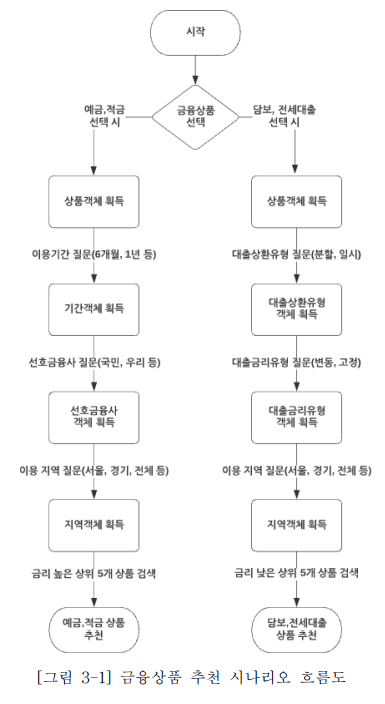 시작
금융상품
선택
예금,적금
선택 시
담보, 전세대출
선택 시
상품객체 획득
이용기간 질문(6개월, 1년 등)
기간객체 획득
선호금융사 질문(국민, 우리 등)
선호금융사
객체 획득
이용 지역 질문(서울, 경기, 전체 등)
지역객체 획득
금리 높은 상위 5개 상품 검색
예금,적금 상품
추천
상품객체 획득
대출상환유형 질문(분할, 일시)
대출상환유형
객체 획득
대출금리유형 질문(변동, 고정)
대출금리유형
객체 획득
이용 지역 질문(서울, 경기, 전체 등)
지역객체 획득
금리 낮은 상위 5개 상품 검색
담보,전세대출
상품 추천
[그림 3-1] 금융상품 추천 시나리오 흐름도